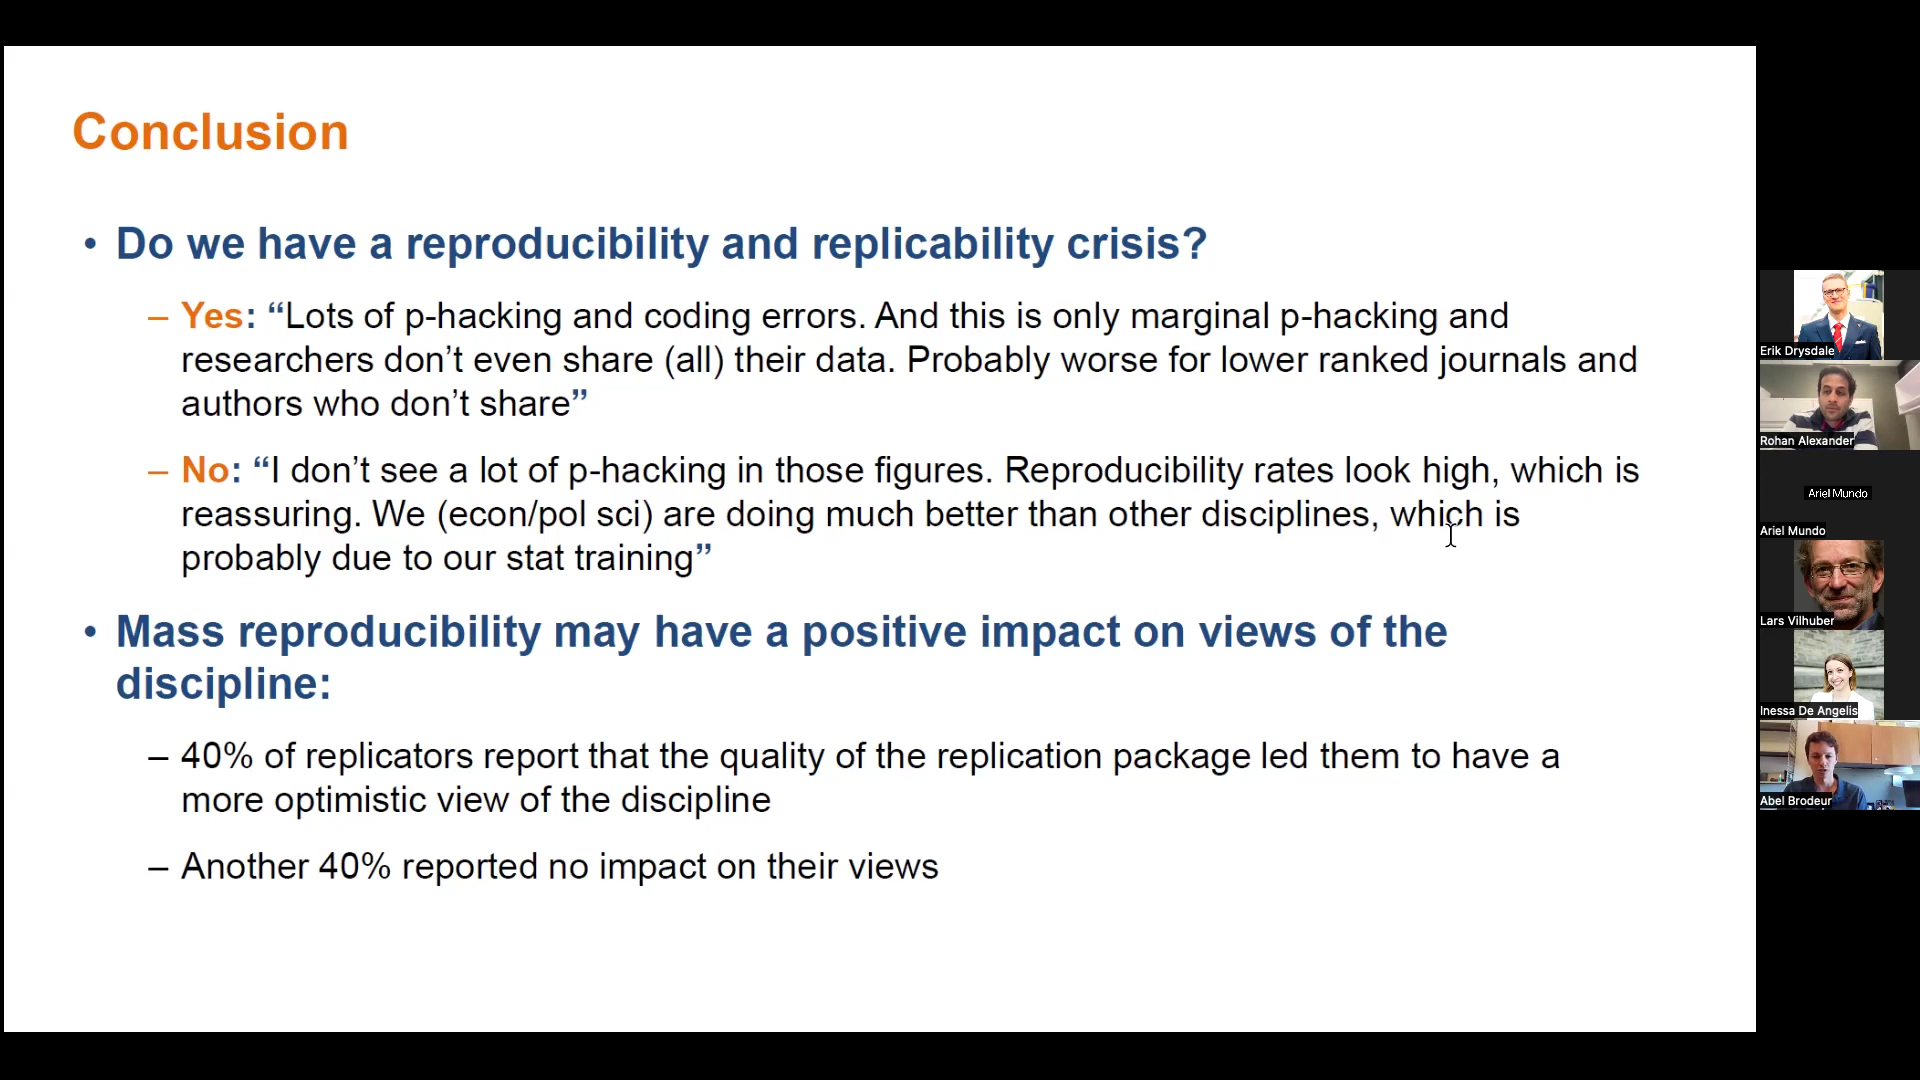 Conclusion
• Do we have a reproducibility and replicability crisis?
– Yes: “Lots of p-hacking and coding errors. And this is only marginal p-hacking and
researchers don’t even share (all) their data. Probably worse for lower ranked journals and
authors who don’t share”
– No: “I don’t see a lot of p-hacking in those figures. Reproducibility rates look high, which is
reassuring. We (econ/pol sci) are doing much better than other disciplines, which is
probably due to our stat training”
• Mass reproducibility may have a positive impact on views of the
discipline:
– 40% of replicators report that the quality of the replication package led them to have a
more optimistic view of the discipline
– Another 40% reported no impact on their views
Erik Drysdale
Rohan Alexander
Ariel Mundo
Ariel Mundo
Lars Vilhuber
Inessa De Angelis
Abel Brodeur